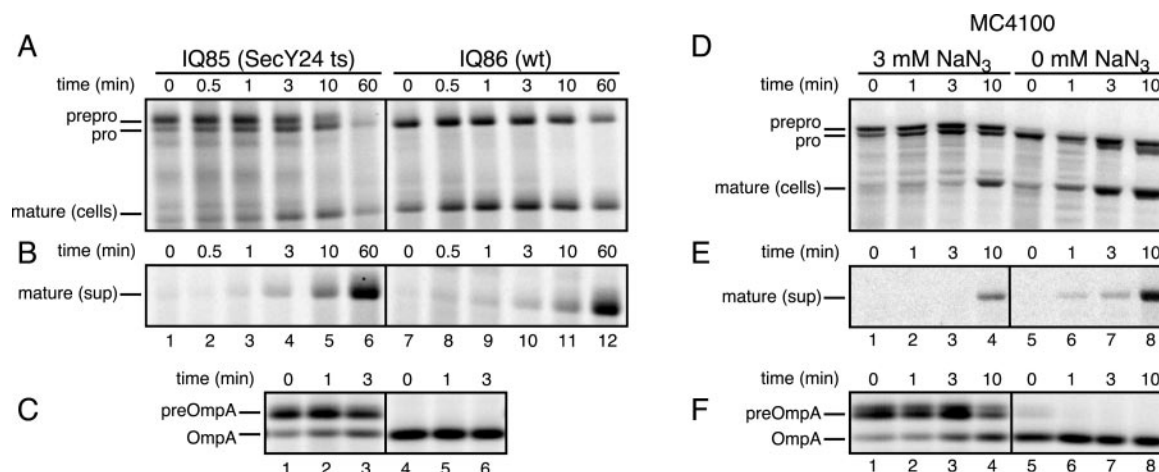 A
IQ85 (SecY24 ts) IQ86 (wt)
time (min) 0 0.5 1 3 10 60 0 0.5 1 3 10 60
prepro
pro
mature (cells)
B
time (min) 0 0.5 1 3 10 60 0 0.5 1 3 10 60
mature (sup)
1 2 3 4 5 6 7 8 9 10 11 12
C
time (min) 0 1 3 0 1 3
preOmpA
OmpA
1 2 3 4 5 6
D
MC4100
3 mM NaN3 0 mM NaN3
time (min) 0 1 3 10 0 1 3 10
prepro
pro
mature (cells)
E
time (min) 0 1 3 10 0 1 3 10
mature (sup)
1 2 3 4 5 6 7 8
F
time (min) 0 1 3 10 0 1 3 10
preOmpA
OmpA
1 2 3 4 5 6 7 8